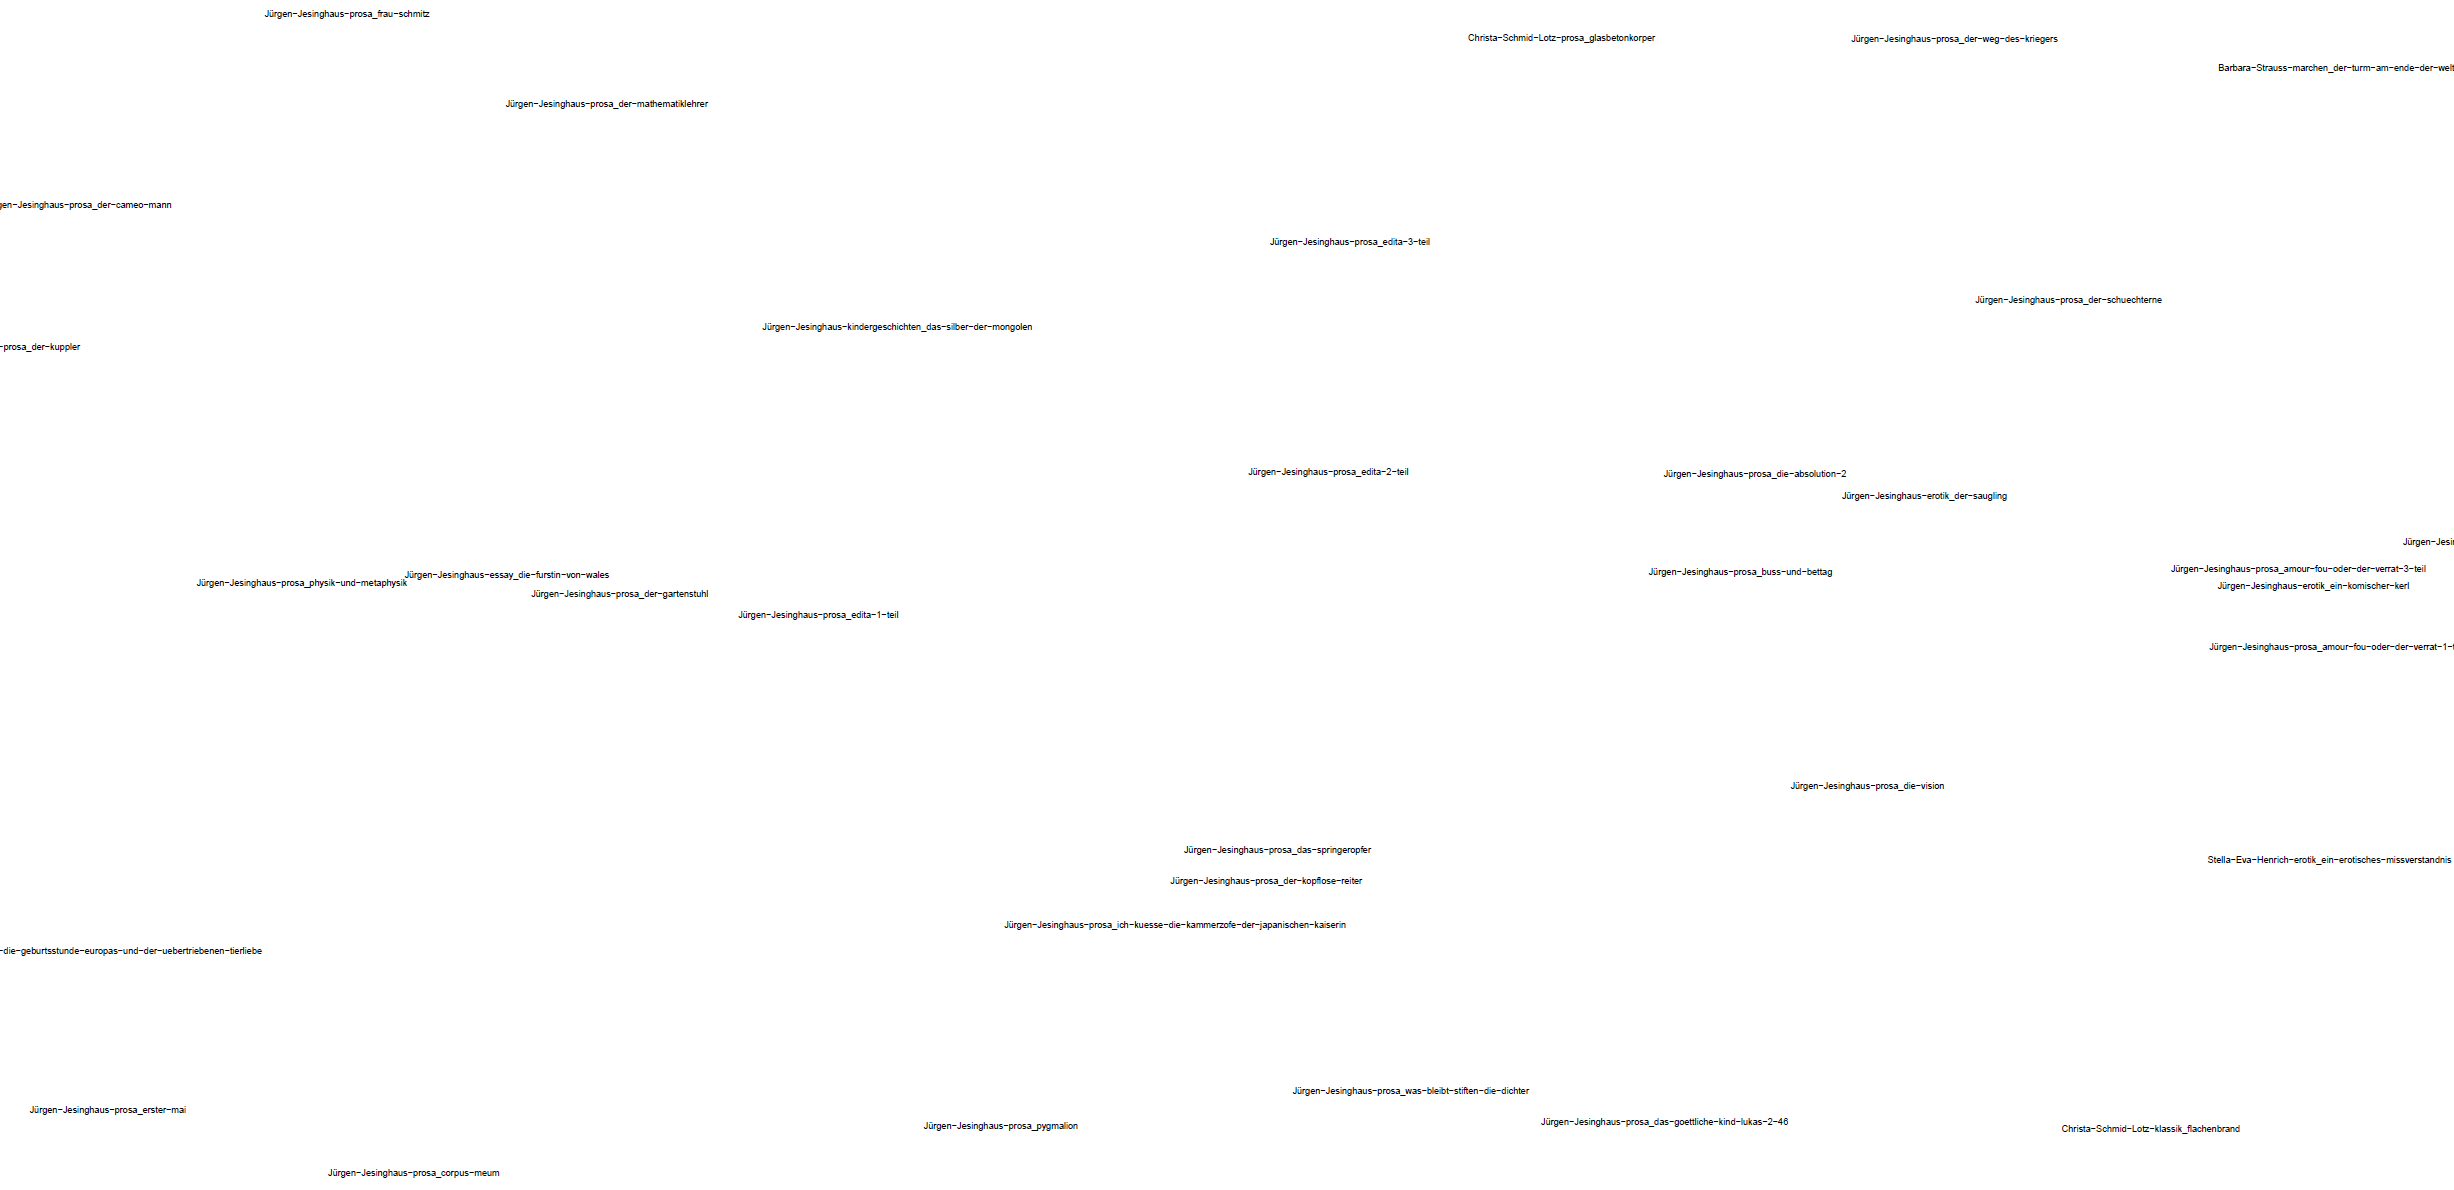 Jürgen−Jesinghaus−prosa_frau−schmitz
Christa−Schmid−Lotz−prosa_glasbetonkorper
Jürgen−Jesinghaus−prosa_der−weg−des−kriegers
Barbara−Strauss−marchen_der−turm−am−ende−der−welt
Jürgen−Jesinghaus−prosa_der−mathematiklehrer
gen−Jesinghaus−prosa_der−cameo−mann
Jürgen−Jesinghaus−prosa_edita−3−teil
Jürgen−Jesinghaus−prosa_der−schuechterne
Jürgen−Jesinghaus−kindergeschichten_das−silber−der−mongolen
−prosa_der−kuppler
Jürgen−Jesinghaus−prosa_edita−2−teil
Jürgen−Jesinghaus−prosa_die−absolution−2
Jürgen−Jesinghaus−erotik_der−saugling
Jürgen−Jesin
Jürgen−Jesinghaus−prosa_amour−fou−oder−der−verrat−3−teil
Jürgen−Jesinghaus−prosa_buss−und−bettag
Jürgen−Jesinghaus−essay_die−furstin−von−wales
Jürgen−Jesinghaus−prosa_physik−und−metaphysik
Jürgen−Jesinghaus−erotik_ein−komischer−kerl
Jürgen−Jesinghaus−prosa_der−gartenstuhl
Jürgen−Jesinghaus−prosa_edita−1−teil
Jürgen−Jesinghaus−prosa_amour−fou−oder−der−verrat−1−t
Jürgen−Jesinghaus−prosa_die−vision
Jürgen−Jesinghaus−prosa_das−springeropfer
Stella−Eva−Henrich−erotik_ein−erotisches−missverstandnis
Jürgen−Jesinghaus−prosa_der−kopflose−reiter
Jürgen−Jesinghaus−prosa_ich−kuesse−die−kammerzofe−der−japanischen−kaiserin
−die−geburtsstunde−europas−und−der−uebertriebenen−tierliebe
Jürgen−Jesinghaus−prosa_was−bleibt−stiften−die−dichter
Jürgen−Jesinghaus−prosa_erster−mai
Jürgen−Jesinghaus−prosa_das−goettliche−kind−lukas−2−46
Jürgen−Jesinghaus−prosa_pygmalion
Christa−Schmid−Lotz−klassik_flachenbrand
Jürgen−Jesinghaus−prosa_corpus−meum